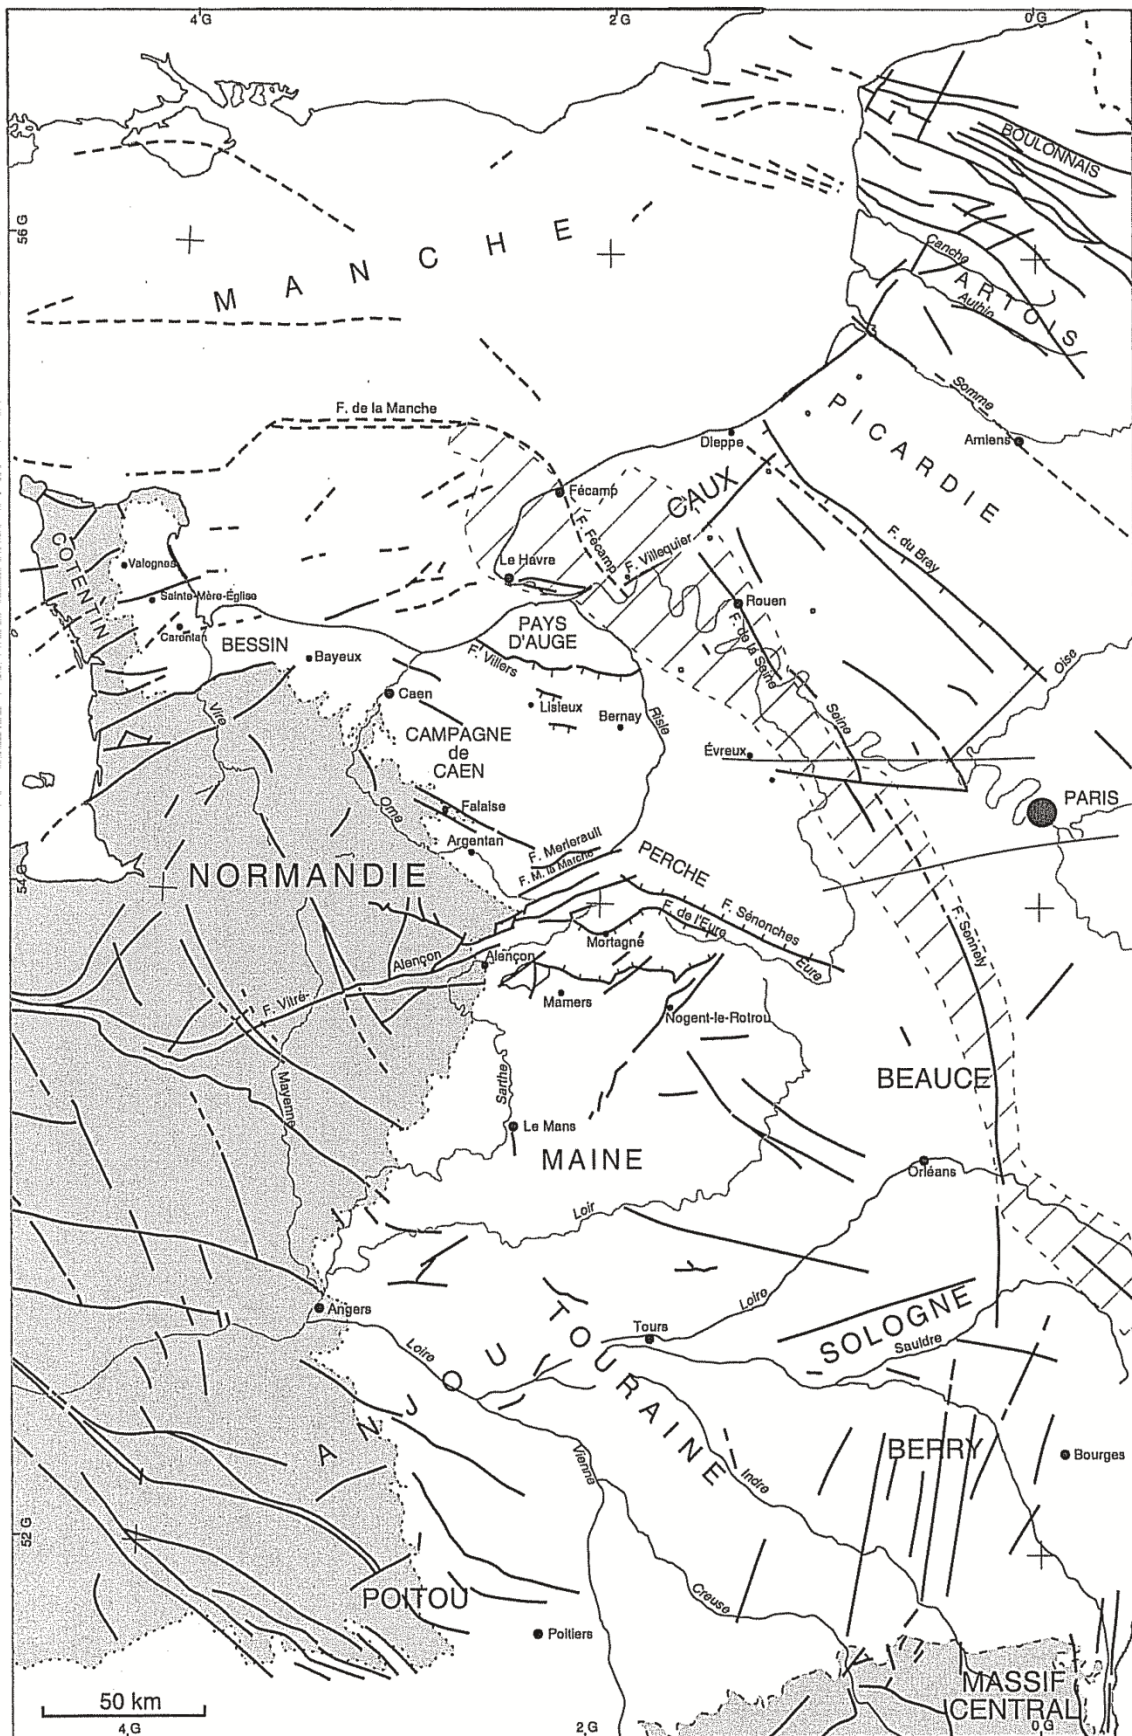 4 G
2 G
0 G
BOULONNAIS
56 G
MANCHE
Canche
ARTOIS
Authie
F. de la Manche
PICARDIE
Somme
Dieppe
Amiens
Fécamp
CAUX
F. Fécamp
F. du Bray
COTENTIN
Valognes
Le Havre
F. Villequier
Sainte-Mère-Église
Rouen
Carentan
BESSIN
PAYS
D'AUGE
F. de la Seine
Bayeux
F. Villers
Oise
Caen
Lisieux
Risle
Vire
Bernay
Seine
CAMPAGNE
de
CAEN
Évreux
Orne
Falaise
PARIS
Argentan
F. Merlerault
F. M. la Marche
PERCHE
54 G
NORMANDIE
F. Sénonches
F. de l'Eure
F. Sennely
Mortagne
Alençon
Alençon
Eure
Mamers
F. Vitré-
Nogent-le-Rotrou
Sarthe
Mayenne
BEAUCE
Le Mans
MAINE
Orléans
Loir
Angers
Loire
TOURAINE
Tours
SOLOGNE
Sauldre
Loire
ANJOU
BERRY
Bourges
Vienne
Indre
52 G
Creuse
POITOU
Poitiers
MASSIF
CENTRAL
50 km
4 G
2 G
0 G